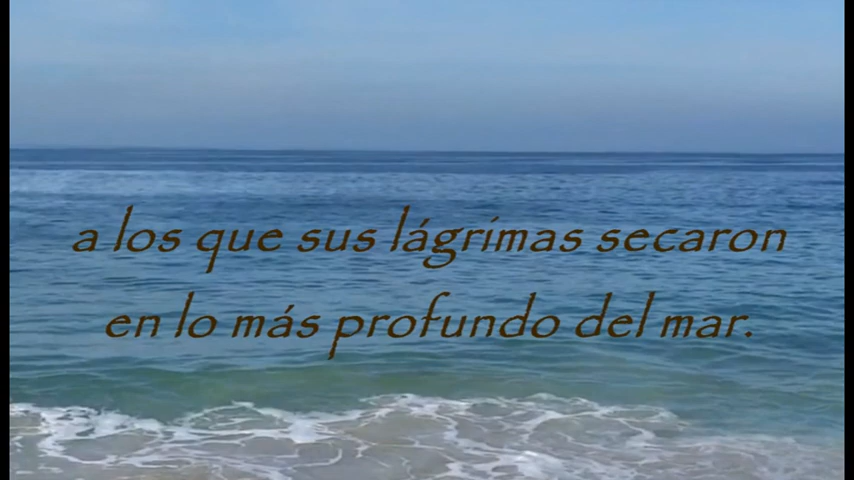 a los que sus lágrimas secaron
en lo más profundo del mar.